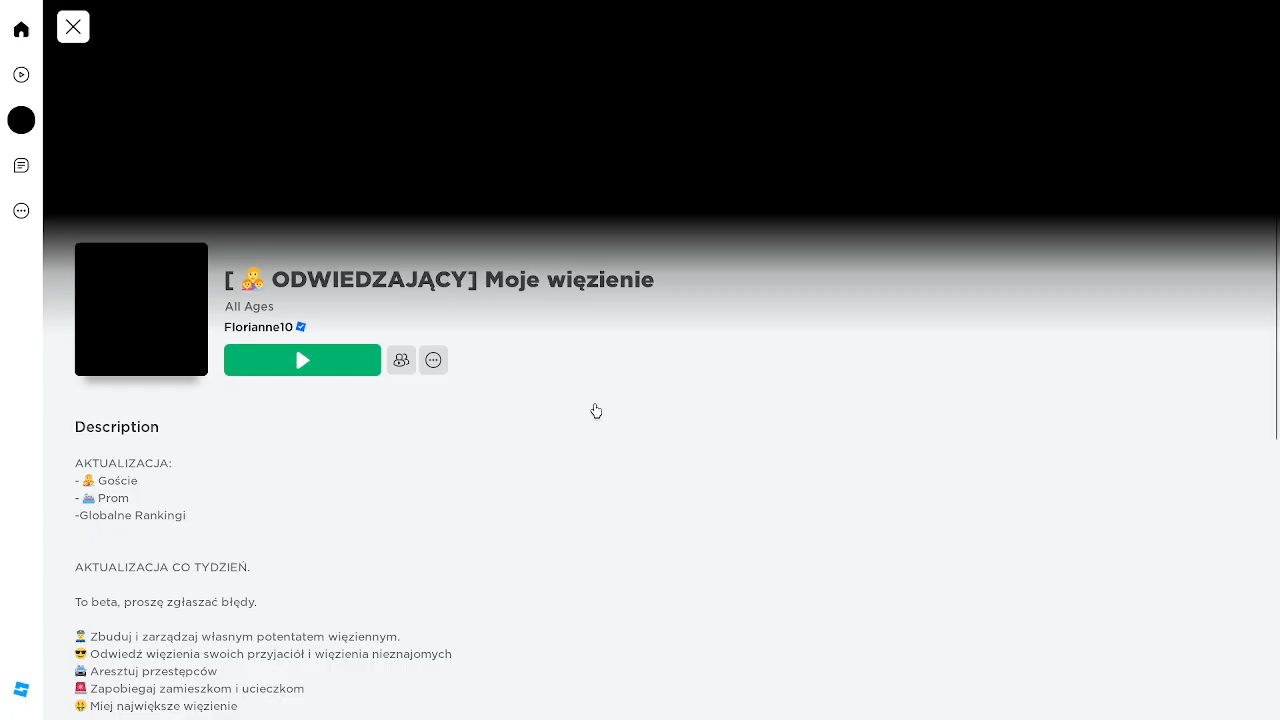 [ 👩‍👧‍👦 ODWIEDZAJĄCY] Moje więzienie
All Ages
Florianne10
Description
AKTUALIZACJA:
- 👩‍👧‍👦 Goście
- 🚢 Prom
-Globalne Rankingi
AKTUALIZACJA CO TYDZIEŃ.
To beta, proszę zgłaszać błędy.
👮 Zbuduj i zarządzaj własnym potentatem więziennym.
😎 Odwiedź więzienia swoich przyjaciół i więzienia nieznajomych
🚔 Aresztuj przestępców
🚨 Zapobiegaj zamieszkom i ucieczkom
🤑 Miej największe więzienie